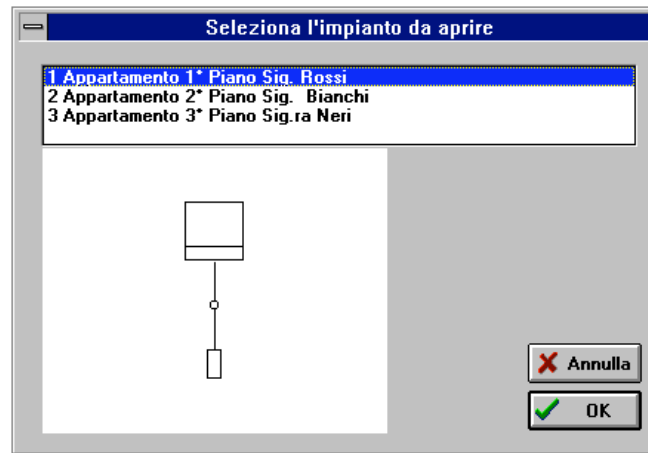 Seleziona l'impianto da aprire
1 Appartamento 1* Piano Sig. Rossi
2 Appartamento 2* Piano Sig.  Bianchi
3 Appartamento 3* Piano Sig.ra Neri
Annulla
OK